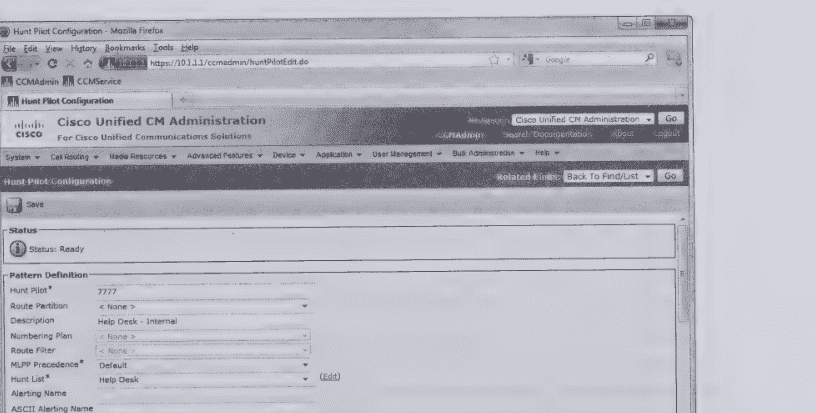 Hunt Pilot Configuration - Mozilla Firefox
File Edit View History Bookmarks Tools Help
https://10.1.1.1/ccmadmin/huntPilotEdit.do
Google
CCMAdmin CCMService
Hunt Pilot Configuration
CISCO
Cisco Unified CM Administration
For Cisco Unified Communications Solutions
Navigation Cisco Unified CM Administration Go
CCMAdmin Search Documentation About Logout
System Call Routing Media Resources Advanced Features Device Application User Management Bulk Administration Help
Hunt Pilot Configuration
Related Links: Back To Find/List Go
Save
Status
Status: Ready
Pattern Definition
Hunt Pilot* 7777
Route Partition < None >
Description Help Desk - Internal
Numbering Plan < None >
Route Filter < None >
MLPP Precedence* Default
Hunt List* Help Desk (Edit)
Alerting Name
ASCII Alerting Name